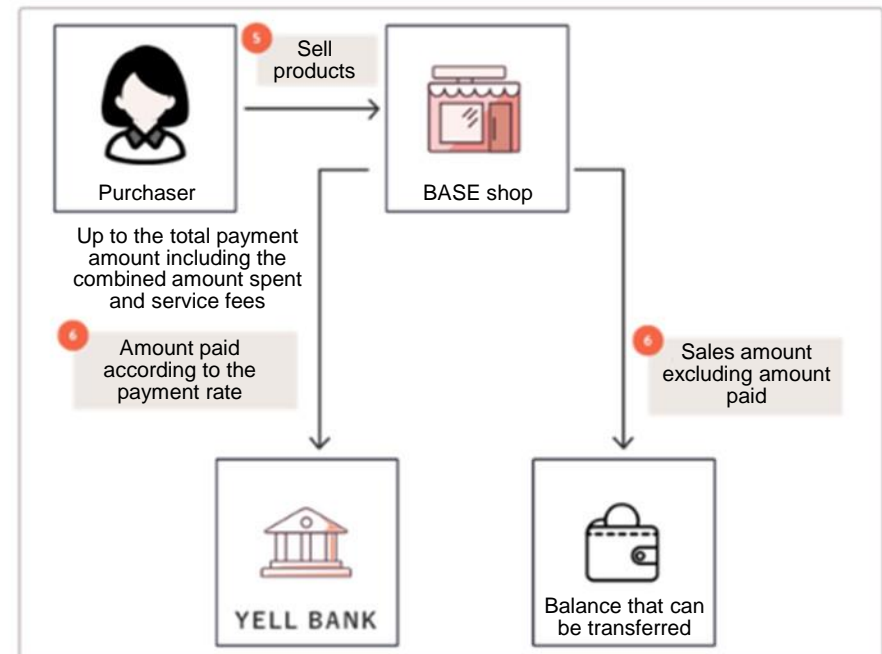 5
Sell
products
Purchaser
BASE shop
Up to the total payment
amount including the
combined amount spent
and service fees
6
Amount paid
according to the
payment rate
6
Sales amount
excluding amount
paid
YELL BANK
Balance that can
be transferred